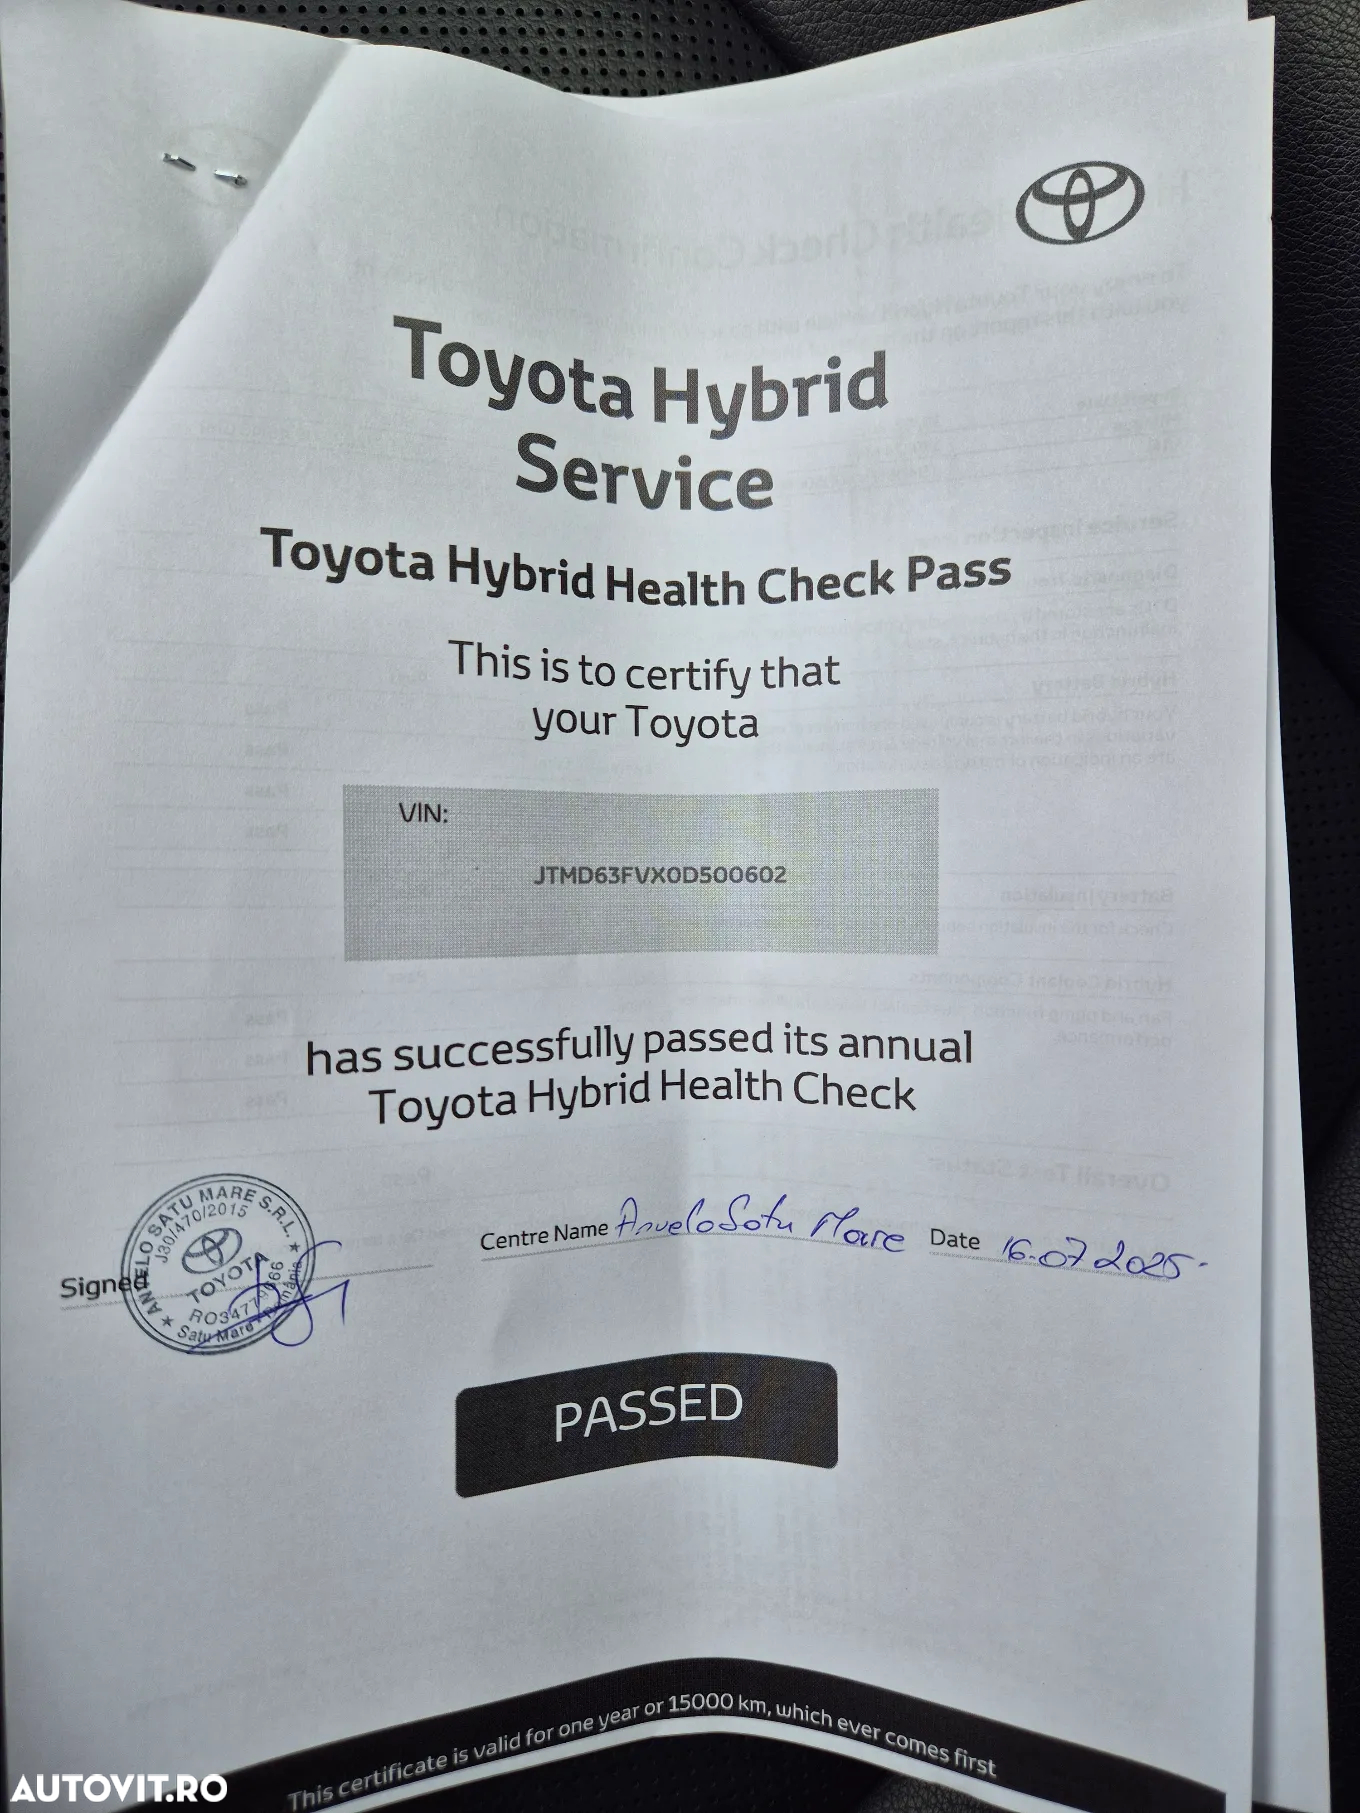 Toyota Hybrid
Service
Toyota Hybrid Health Check Pass
This is to certify that
your Toyota
VIN:
JTMD63FVX0D500602
has successfully passed its annual
Toyota Hybrid Health Check
Signed
ANVELO SATU MARE S.R.L.
J30/470/2015
TOYOTA
Satu Mare
Centre Name Anvelo Satu Mare Date 16.07.2025.
PASSED
This certificate is valid for one year or 15000 km, which ever comes first
AUTOVIT.RO